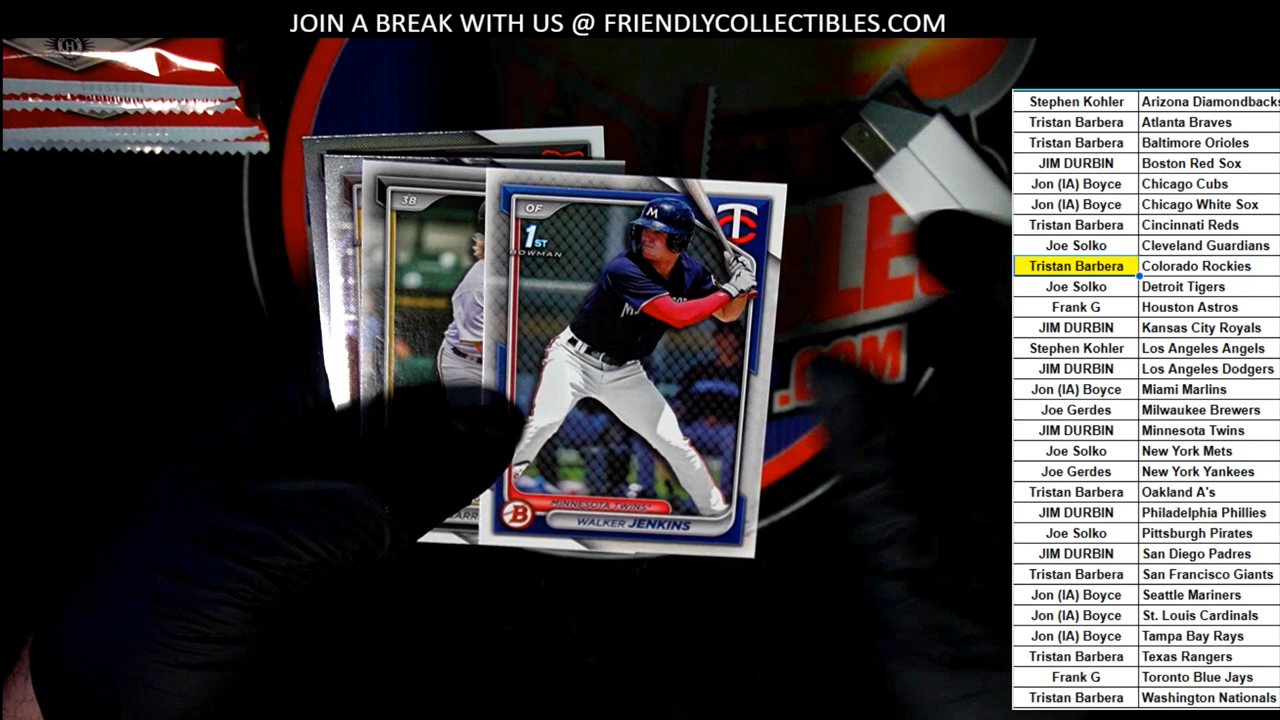 JOIN A BREAK WITH US @ FRIENDLYCOLLECTIBLES.COM
Stephen Kohler Arizona Diamondbacks
Tristan Barbera Atlanta Braves
Tristan Barbera Baltimore Orioles
JIM DURBIN Boston Red Sox
Jon (IA) Boyce Chicago Cubs
Jon (IA) Boyce Chicago White Sox
Tristan Barbera Cincinnati Reds
Joe Solko Cleveland Guardians
Tristan Barbera Colorado Rockies
Joe Solko Detroit Tigers
Frank G Houston Astros
JIM DURBIN Kansas City Royals
Stephen Kohler Los Angeles Angels
JIM DURBIN Los Angeles Dodgers
Jon (IA) Boyce Miami Marlins
Joe Gerdes Milwaukee Brewers
JIM DURBIN Minnesota Twins
Joe Solko New York Mets
Joe Gerdes New York Yankees
Tristan Barbera Oakland A's
JIM DURBIN Philadelphia Phillies
Joe Solko Pittsburgh Pirates
JIM DURBIN San Diego Padres
Tristan Barbera San Francisco Giants
Jon (IA) Boyce Seattle Mariners
Jon (IA) Boyce St. Louis Cardinals
Jon (IA) Boyce Tampa Bay Rays
Tristan Barbera Texas Rangers
Frank G Toronto Blue Jays
Tristan Barbera Washington Nationals
3B
OF
1ST
BOWMAN
M
TC
B
MINNESOTA TWINS
WALKER JENKINS
.COM